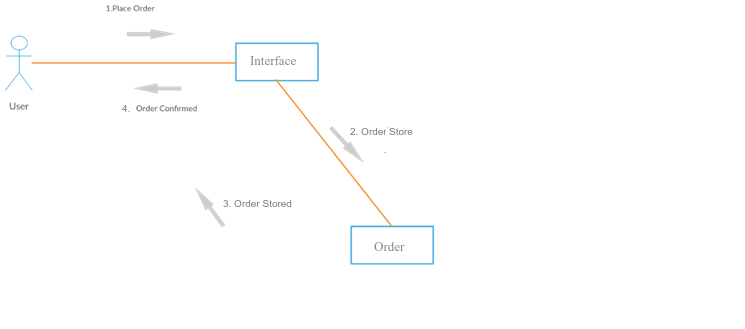 1.Place Order
Interface
User
4. Order Confirmed
2. Order Store
3. Order Stored
Order